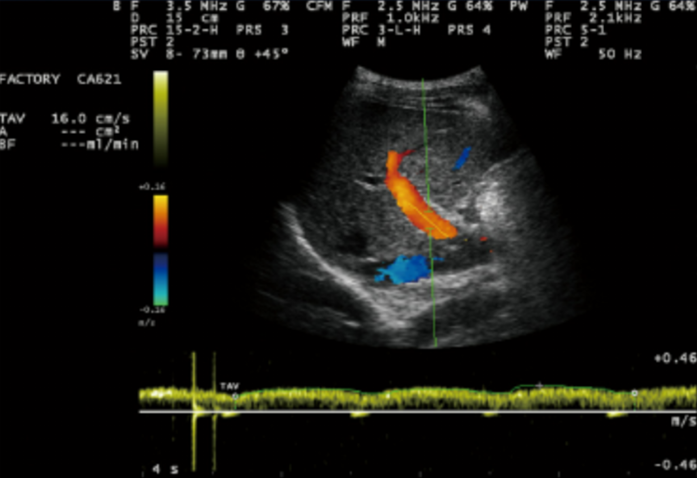 B F 3.5 MHz G 67% CFM F 2.5 MHz G 64% PW F 2.5 MHz G 64%
D 15 cm PRF 1.0kHz PRF 2.1kHz
PRC 15-2-H PRS 3 PRC 3-L-H PRS 4 PRC 5-1
PST 2 WF M PST 2
SV 8- 73mm θ +45° WF 50 Hz
FACTORY CA621
TAV 16.0 cm/s
A --- cm²
BF ---ml/min
+0.16
-0.16
m/s
+0.46
TAV
m/s
4 s
-0.46